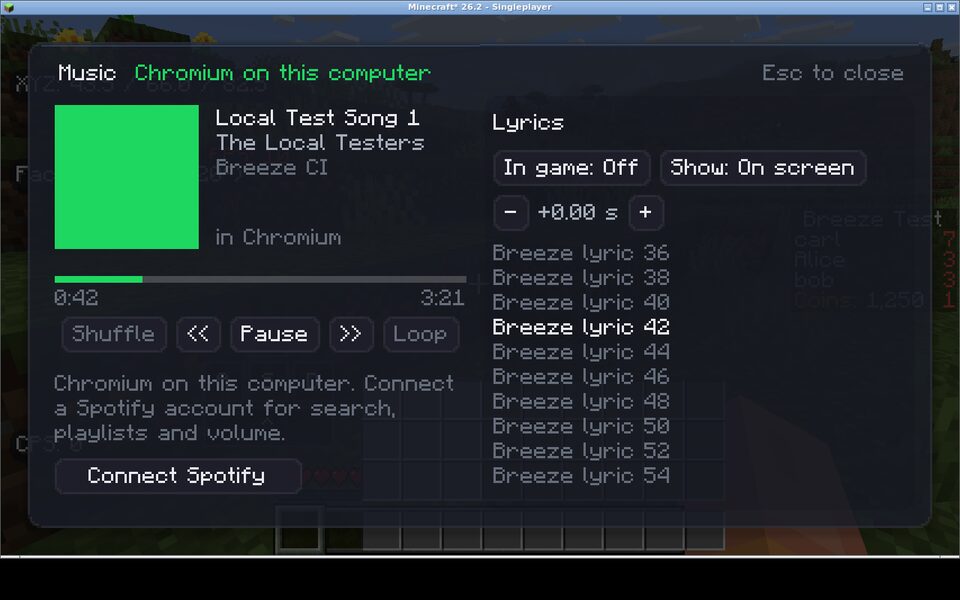 Minecraft* 26.2 - Singleplayer
Music Chromium on this computer
Esc to close
Local Test Song 1
The Local Testers
Breeze CI
in Chromium
0:42
3:21
Shuffle << Pause >> Loop
Chromium on this computer. Connect
a Spotify account for search,
playlists and volume.
Connect Spotify
Lyrics
In game: Off
Show: On screen
- +0.00 s +
Breeze lyric 36
Breeze lyric 38
Breeze lyric 40
Breeze lyric 42
Breeze lyric 44
Breeze lyric 46
Breeze lyric 48
Breeze lyric 50
Breeze lyric 52
Breeze lyric 54
Breeze Test
carl 7
Alice 3
bob 3
Coins: 1,250 1